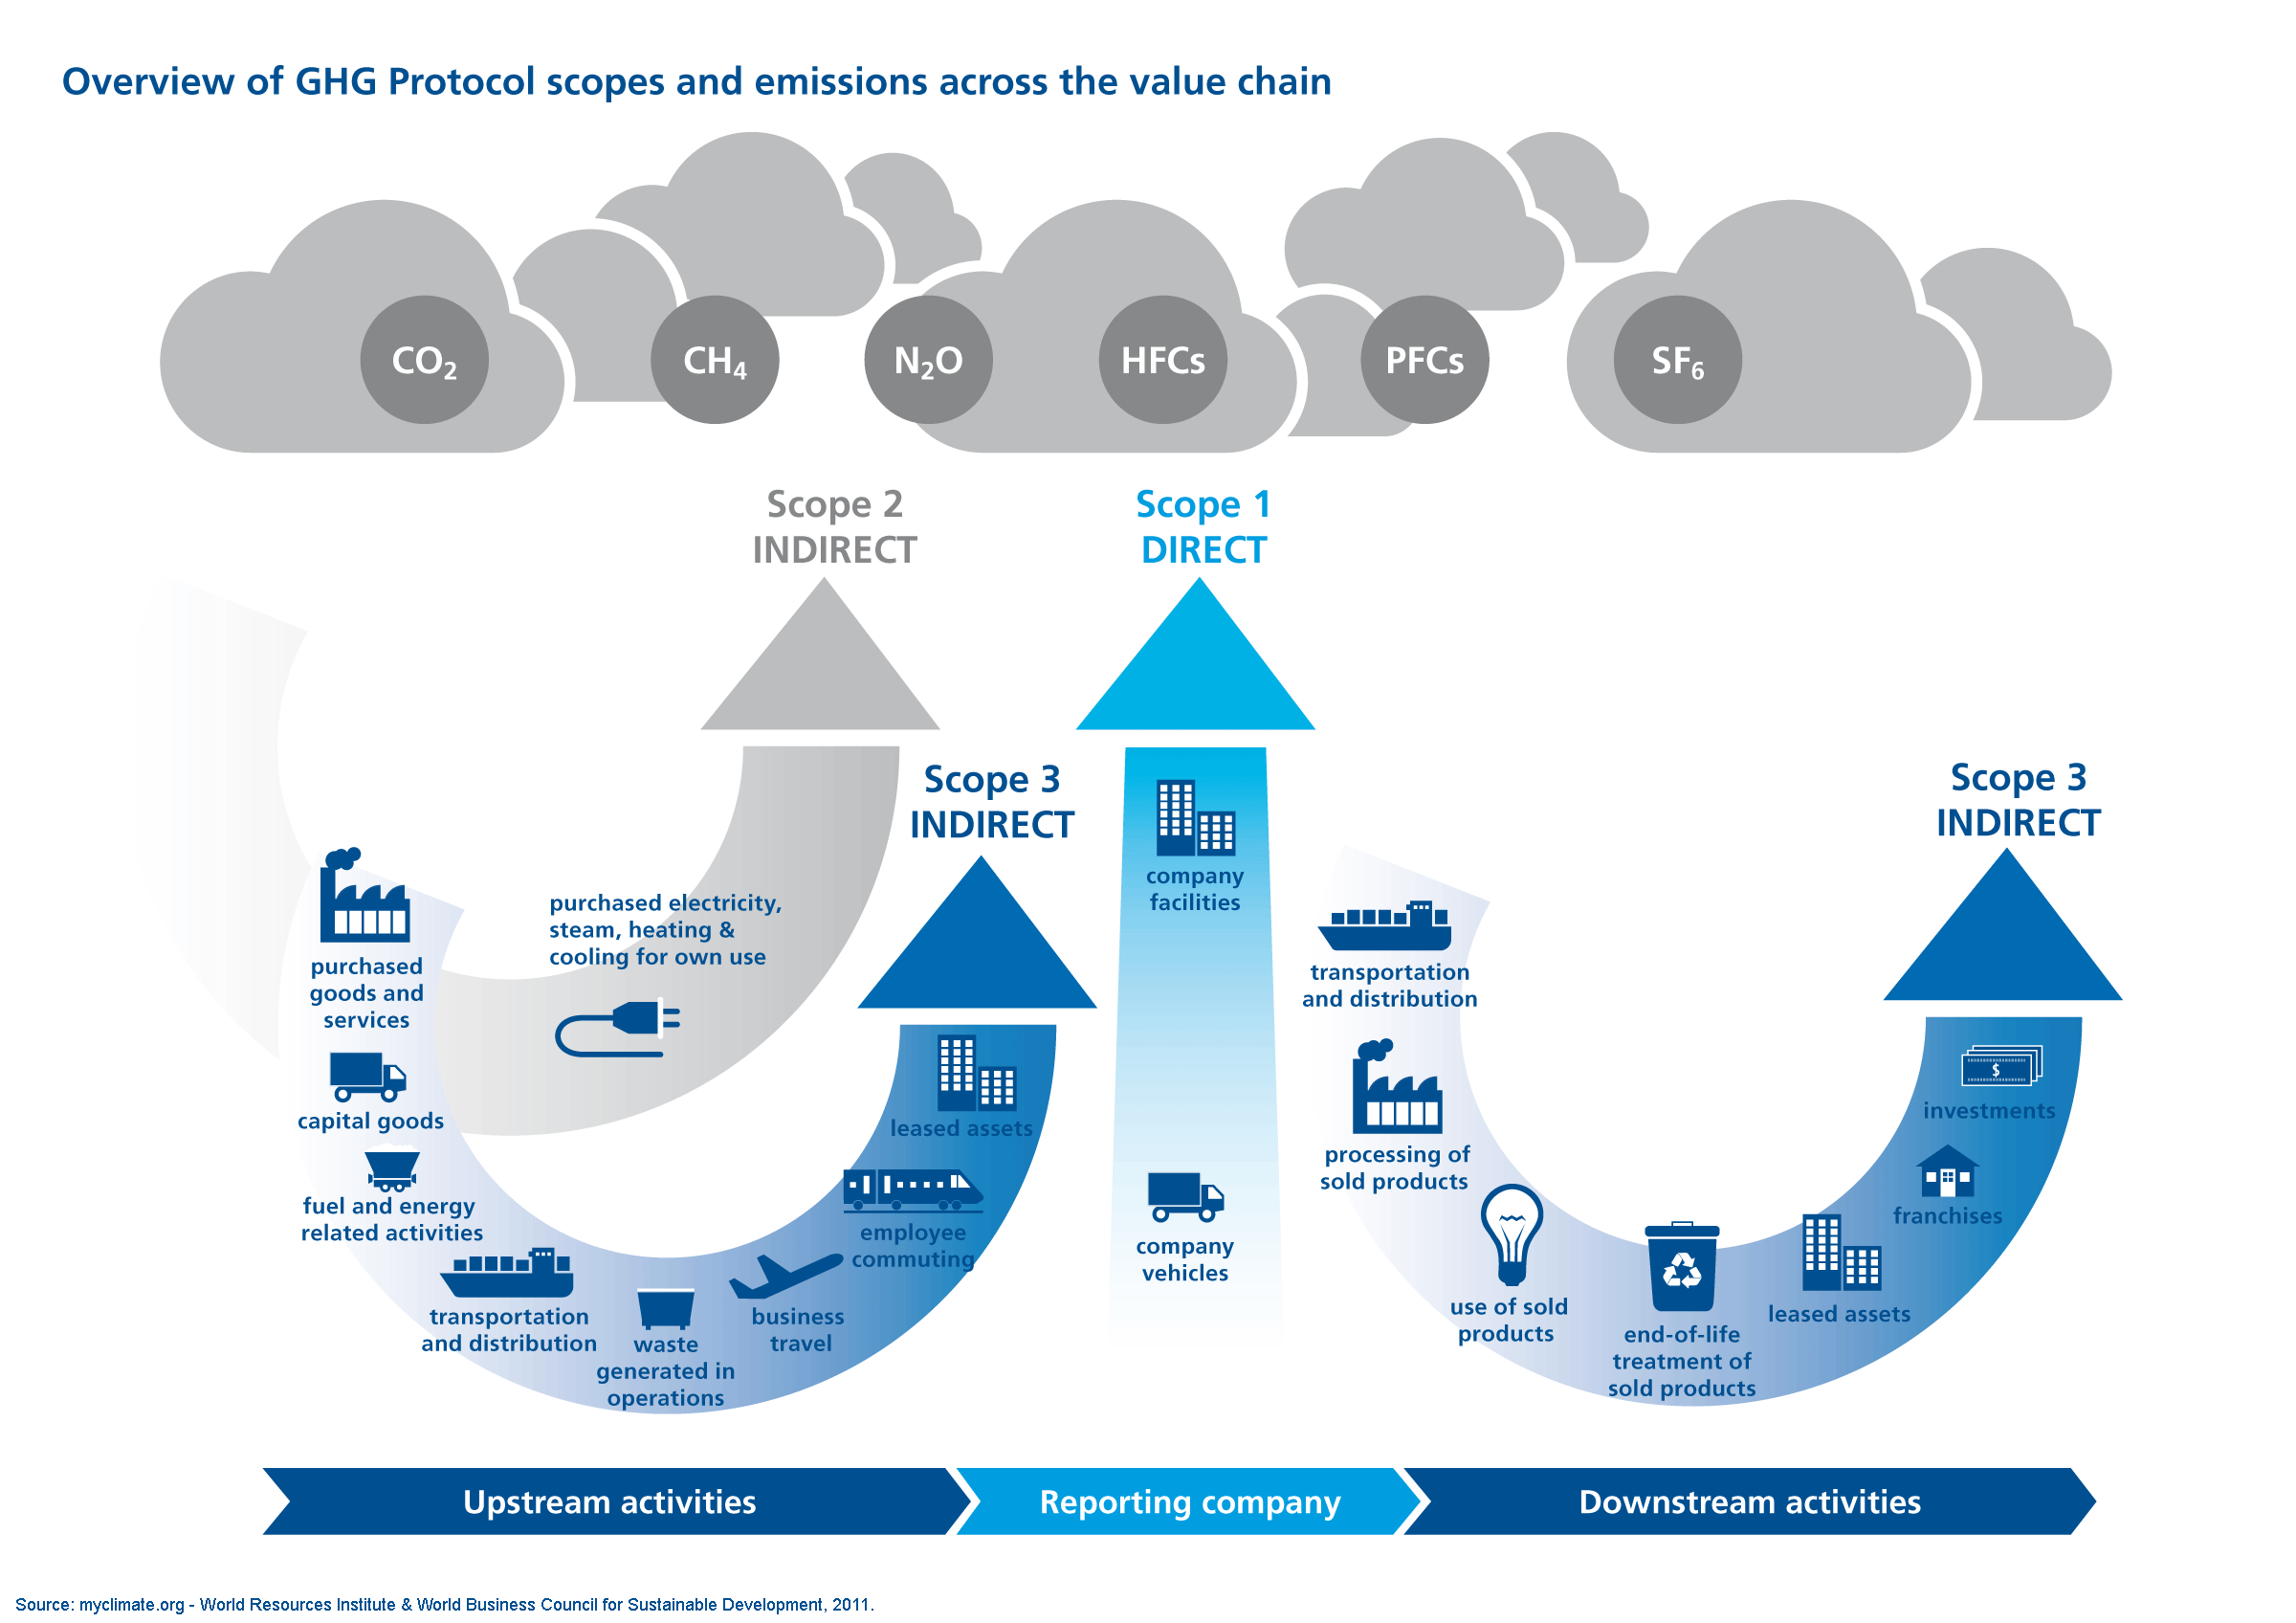 Overview of GHG Protocol scopes and emissions across the value chain
CO₂
CH₄
N₂O
HFCs
PFCs
SF₆
Scope 2
INDIRECT
Scope 1
DIRECT
Scope 3
INDIRECT
Scope 3
INDIRECT
purchased electricity,
steam, heating &
cooling for own use
purchased
goods and
services
capital goods
fuel and energy
related activities
transportation
and distribution
waste
generated in
operations
business
travel
employee
commuting
leased assets
company
facilities
company
vehicles
transportation
and distribution
processing of
sold products
use of sold
products
end-of-life
treatment of
sold products
leased assets
franchises
$
investments
Upstream activities
Reporting company
Downstream activities
Source: myclimate.org - World Resources Institute & World Business Council for Sustainable Development, 2011.